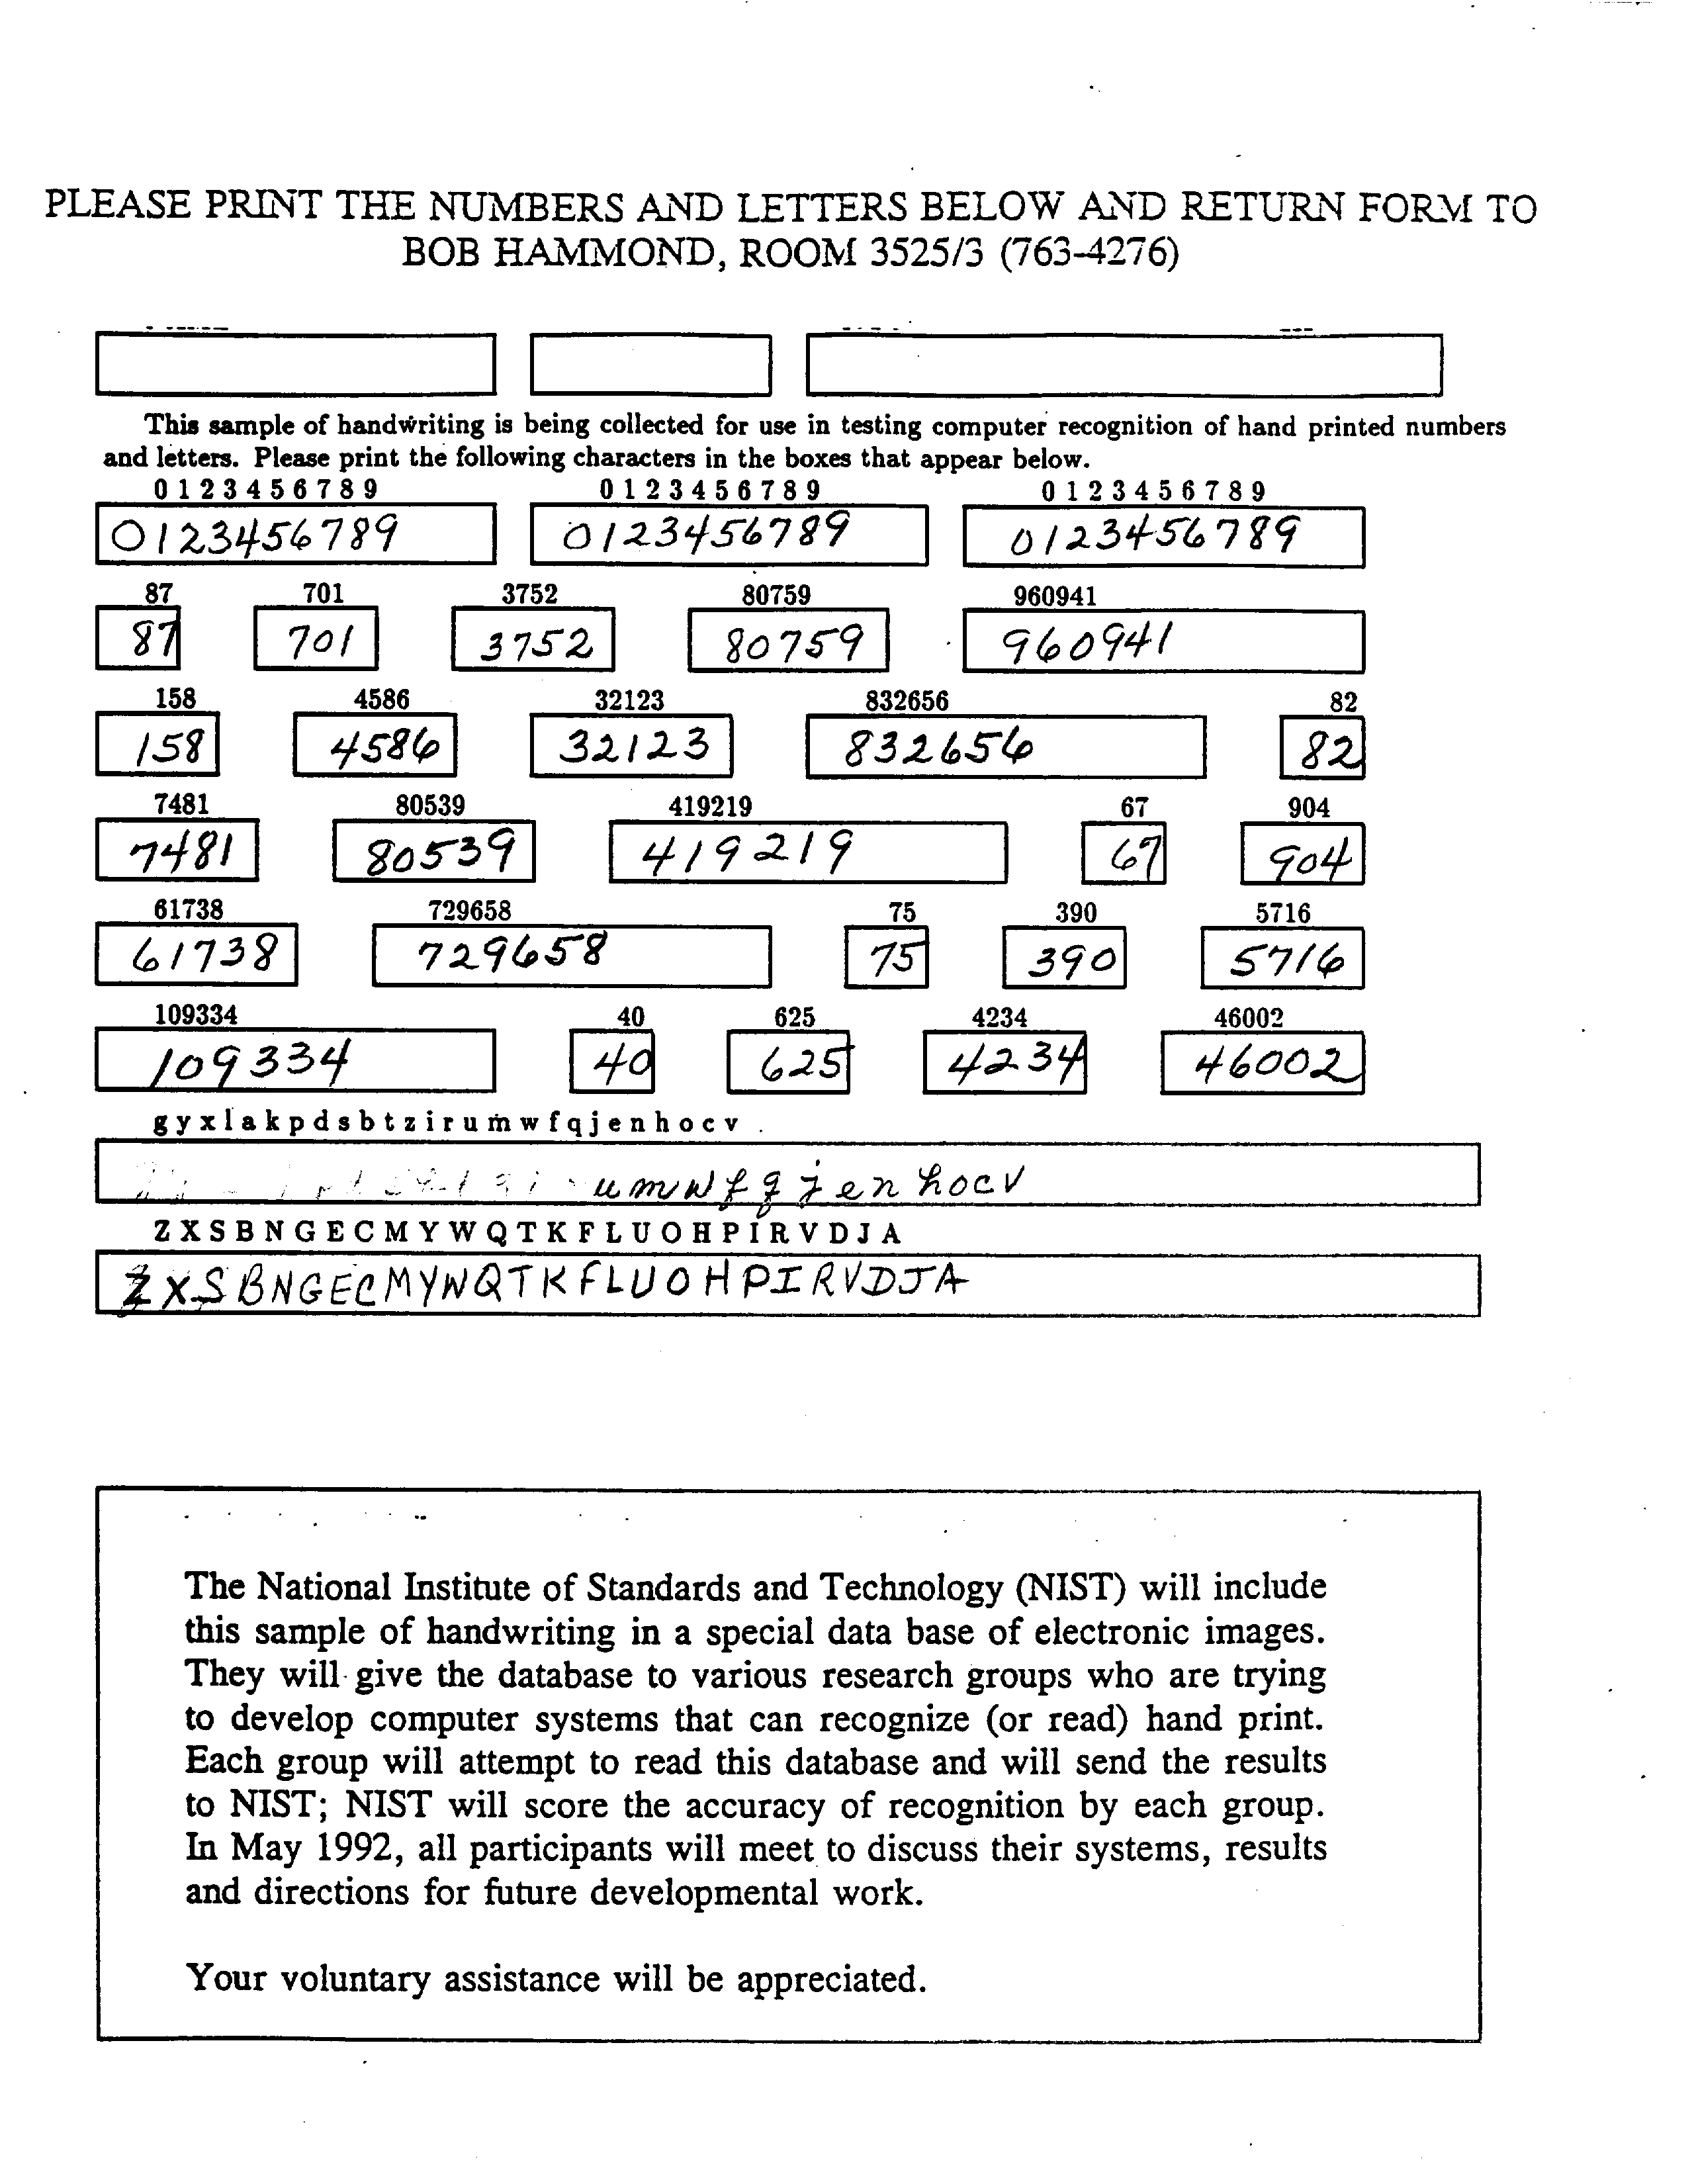 PLEASE PRINT THE NUMBERS AND LETTERS BELOW AND RETURN FORM TO
BOB HAMMOND, ROOM 3525/3 (763-4276)
This sample of handwriting is being collected for use in testing computer recognition of hand printed numbers
and letters. Please print the following characters in the boxes that appear below.
0 1 2 3 4 5 6 7 8 9 0 1 2 3 4 5 6 7 8 9 0 1 2 3 4 5 6 7 8 9
0123456789 0123456789 0123456789
87 701 3752 80759 960941
87 701 3752 80759 960941
158 4586 32123 832656 82
158 4586 32123 832656 82
7481 80539 419219 67 904
7481 80539 419219 67 904
61738 729658 75 390 5716
61738 729658 75 390 5716
109334 40 625 4234 46002
109334 40 625 4234 46002
g y x l a k p d s b t z i r u m w f q j e n h o c v
u m w f q j e n h o c v
Z X S B N G E C M Y W Q T K F L U O H P I R V D J A
Z X S B N G E C M Y W Q T K F L U O H P I R V D J A
The National Institute of Standards and Technology (NIST) will include
this sample of handwriting in a special data base of electronic images.
They will give the database to various research groups who are trying
to develop computer systems that can recognize (or read) hand print.
Each group will attempt to read this database and will send the results
to NIST; NIST will score the accuracy of recognition by each group.
In May 1992, all participants will meet to discuss their systems, results
and directions for future developmental work.
Your voluntary assistance will be appreciated.